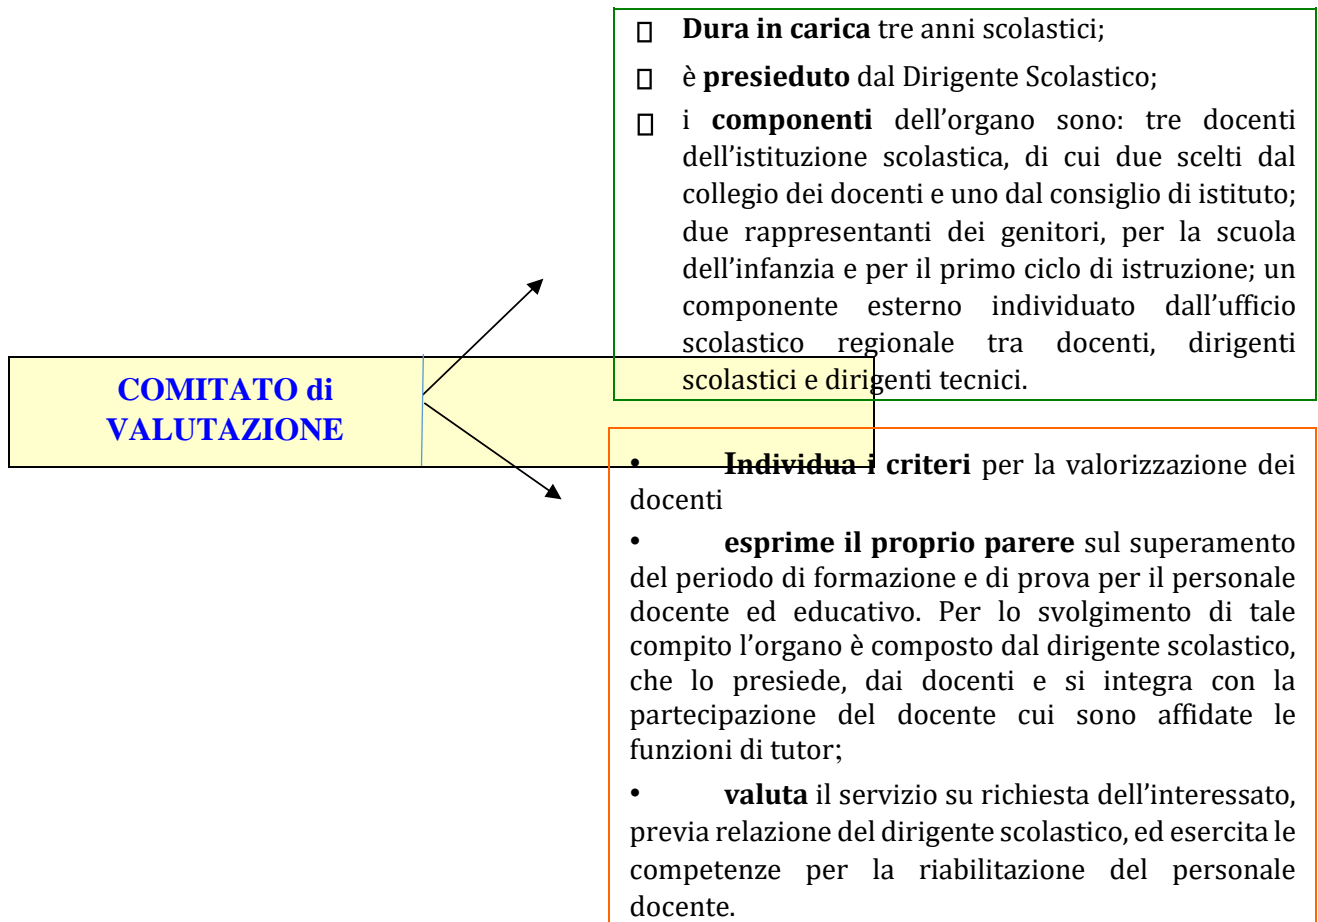 COMITATO di
VALUTAZIONE
Dura in carica tre anni scolastici;
è presieduto dal Dirigente Scolastico;
i componenti dell’organo sono: tre docenti
dell’istituzione scolastica, di cui due scelti dal
collegio dei docenti e uno dal consiglio di istituto;
due rappresentanti dei genitori, per la scuola
dell’infanzia e per il primo ciclo di istruzione; un
componente esterno individuato dall’ufficio
scolastico regionale tra docenti, dirigenti
scolastici e dirigenti tecnici.
• Individua i criteri per la valorizzazione dei
docenti
• esprime il proprio parere sul superamento
del periodo di formazione e di prova per il personale
docente ed educativo. Per lo svolgimento di tale
compito l’organo è composto dal dirigente scolastico,
che lo presiede, dai docenti e si integra con la
partecipazione del docente cui sono affidate le
funzioni di tutor;
• valuta il servizio su richiesta dell’interessato,
previa relazione del dirigente scolastico, ed esercita le
competenze per la riabilitazione del personale
docente.